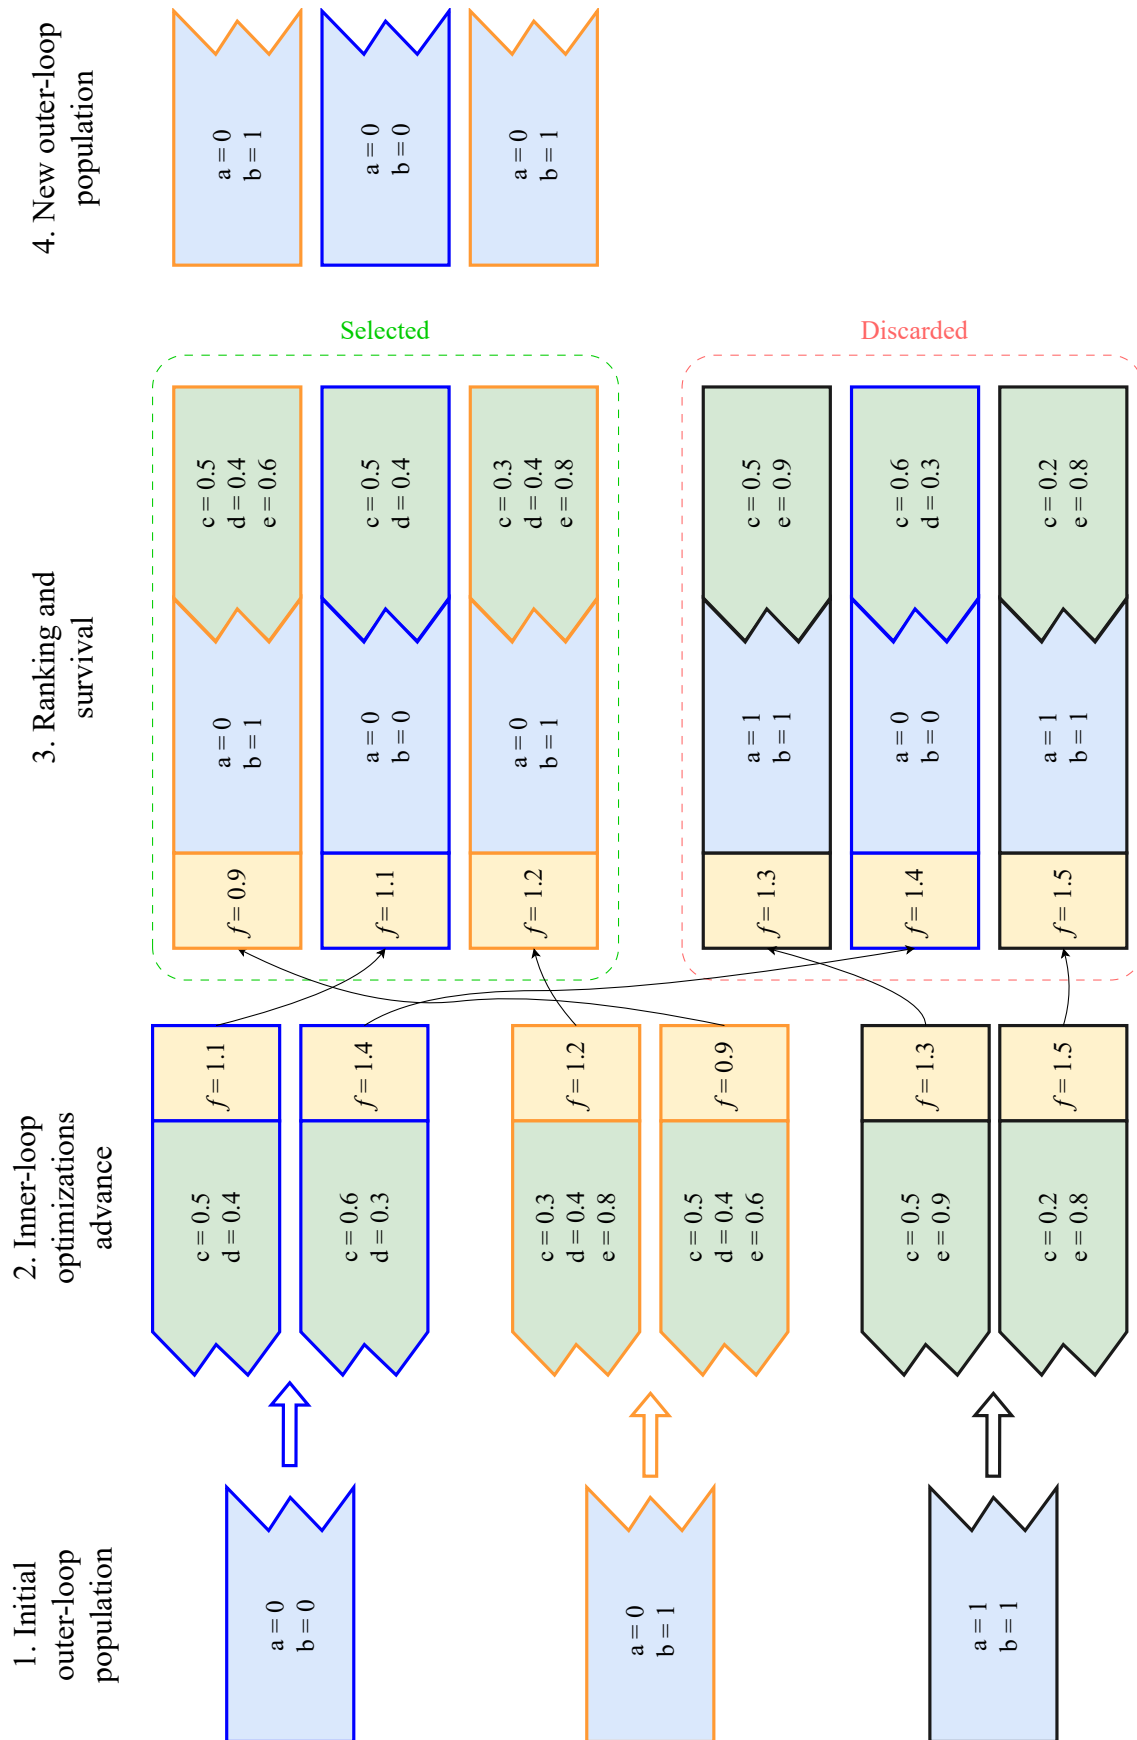 1. Initial
outer-loop
population
a = 0
b = 0
a = 0
b = 1
a = 1
b = 1
2. Inner-loop
optimizations
advance
c = 0.5
d = 0.4
f = 1.1
c = 0.6
d = 0.3
f = 1.4
c = 0.3
d = 0.4
e = 0.8
f = 1.2
c = 0.5
d = 0.4
e = 0.6
f = 0.9
c = 0.5
e = 0.9
f = 1.3
c = 0.2
e = 0.8
f = 1.5
3. Ranking and
survival
Selected
f = 0.9
a = 0
b = 1
c = 0.5
d = 0.4
e = 0.6
f = 1.1
a = 0
b = 0
c = 0.5
d = 0.4
f = 1.2
a = 0
b = 1
c = 0.3
d = 0.4
e = 0.8
Discarded
f = 1.3
a = 1
b = 1
c = 0.5
e = 0.9
f = 1.4
a = 0
b = 0
c = 0.6
d = 0.3
f = 1.5
a = 1
b = 1
c = 0.2
e = 0.8
4. New outer-loop
population
a = 0
b = 1
a = 0
b = 0
a = 0
b = 1